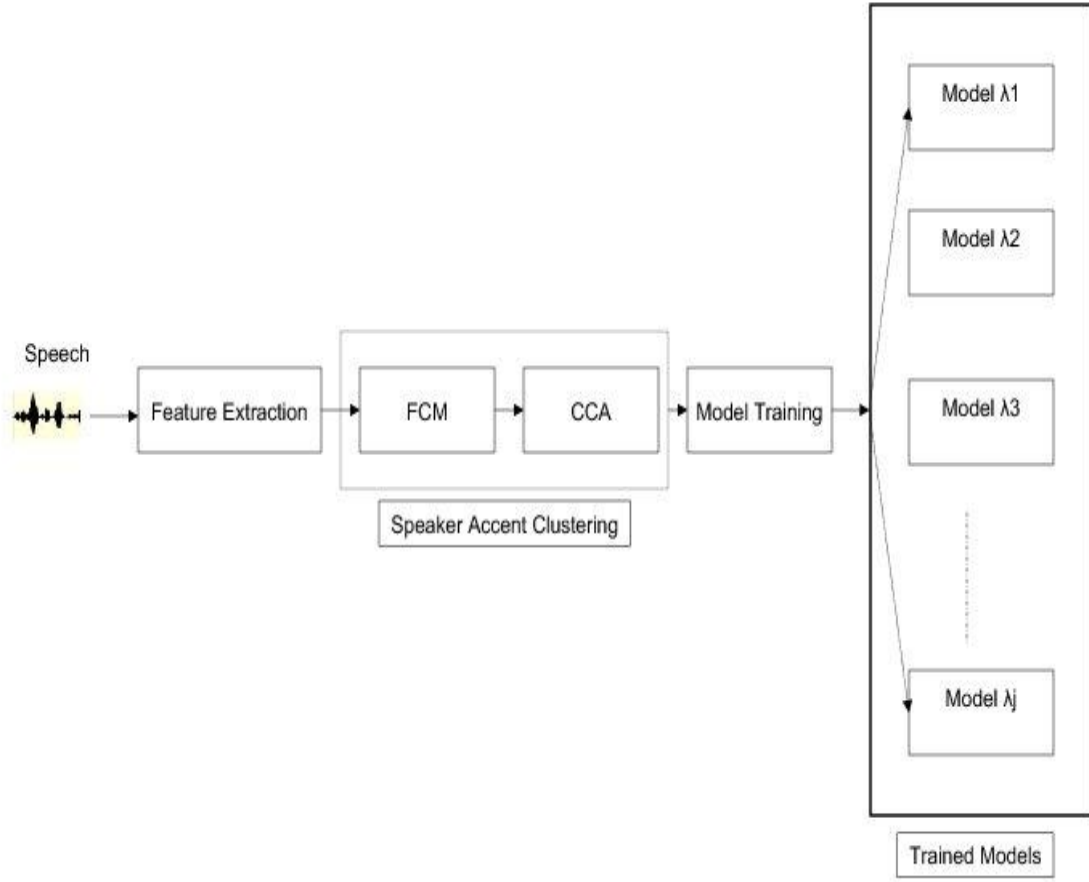 Speech
Feature Extraction
FCM
CCA
Speaker Accent Clustering
Model Training
Model λ1
Model λ2
Model λ3
Model λj
Trained Models